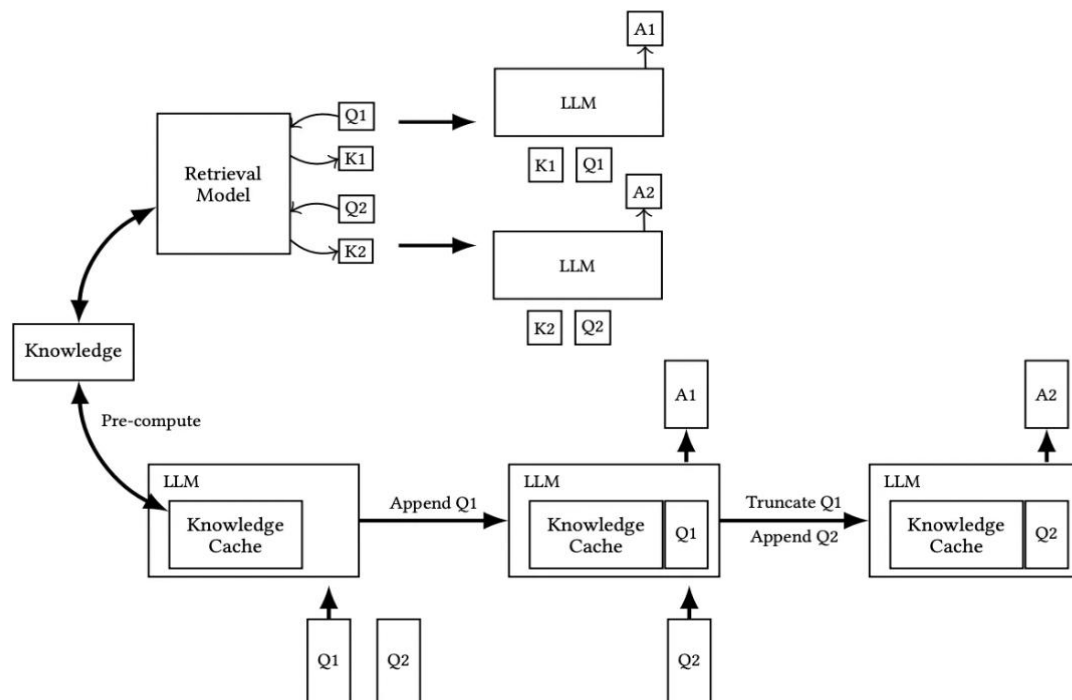 A1
LLM
Q1
Retrieval
Model
K1
K1 Q1
Q2
A2
K2
LLM
K2 Q2
Knowledge
Pre-compute
A1
A2
LLM
Knowledge
Cache
Append Q1
LLM
Knowledge
Cache
Q1
Truncate Q1
Append Q2
LLM
Knowledge
Cache
Q2
Q1 Q2
Q2